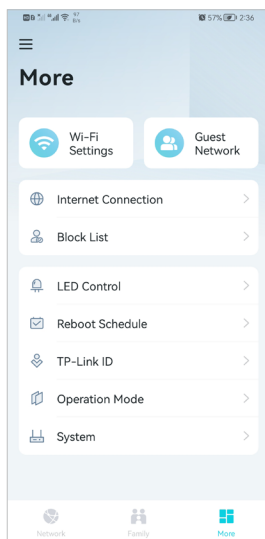 57% 2:36
More
Wi-Fi
Settings
Guest
Network
Internet Connection
Block List
LED Control
Reboot Schedule
TP-Link ID
Operation Mode
System
Network
Family
More